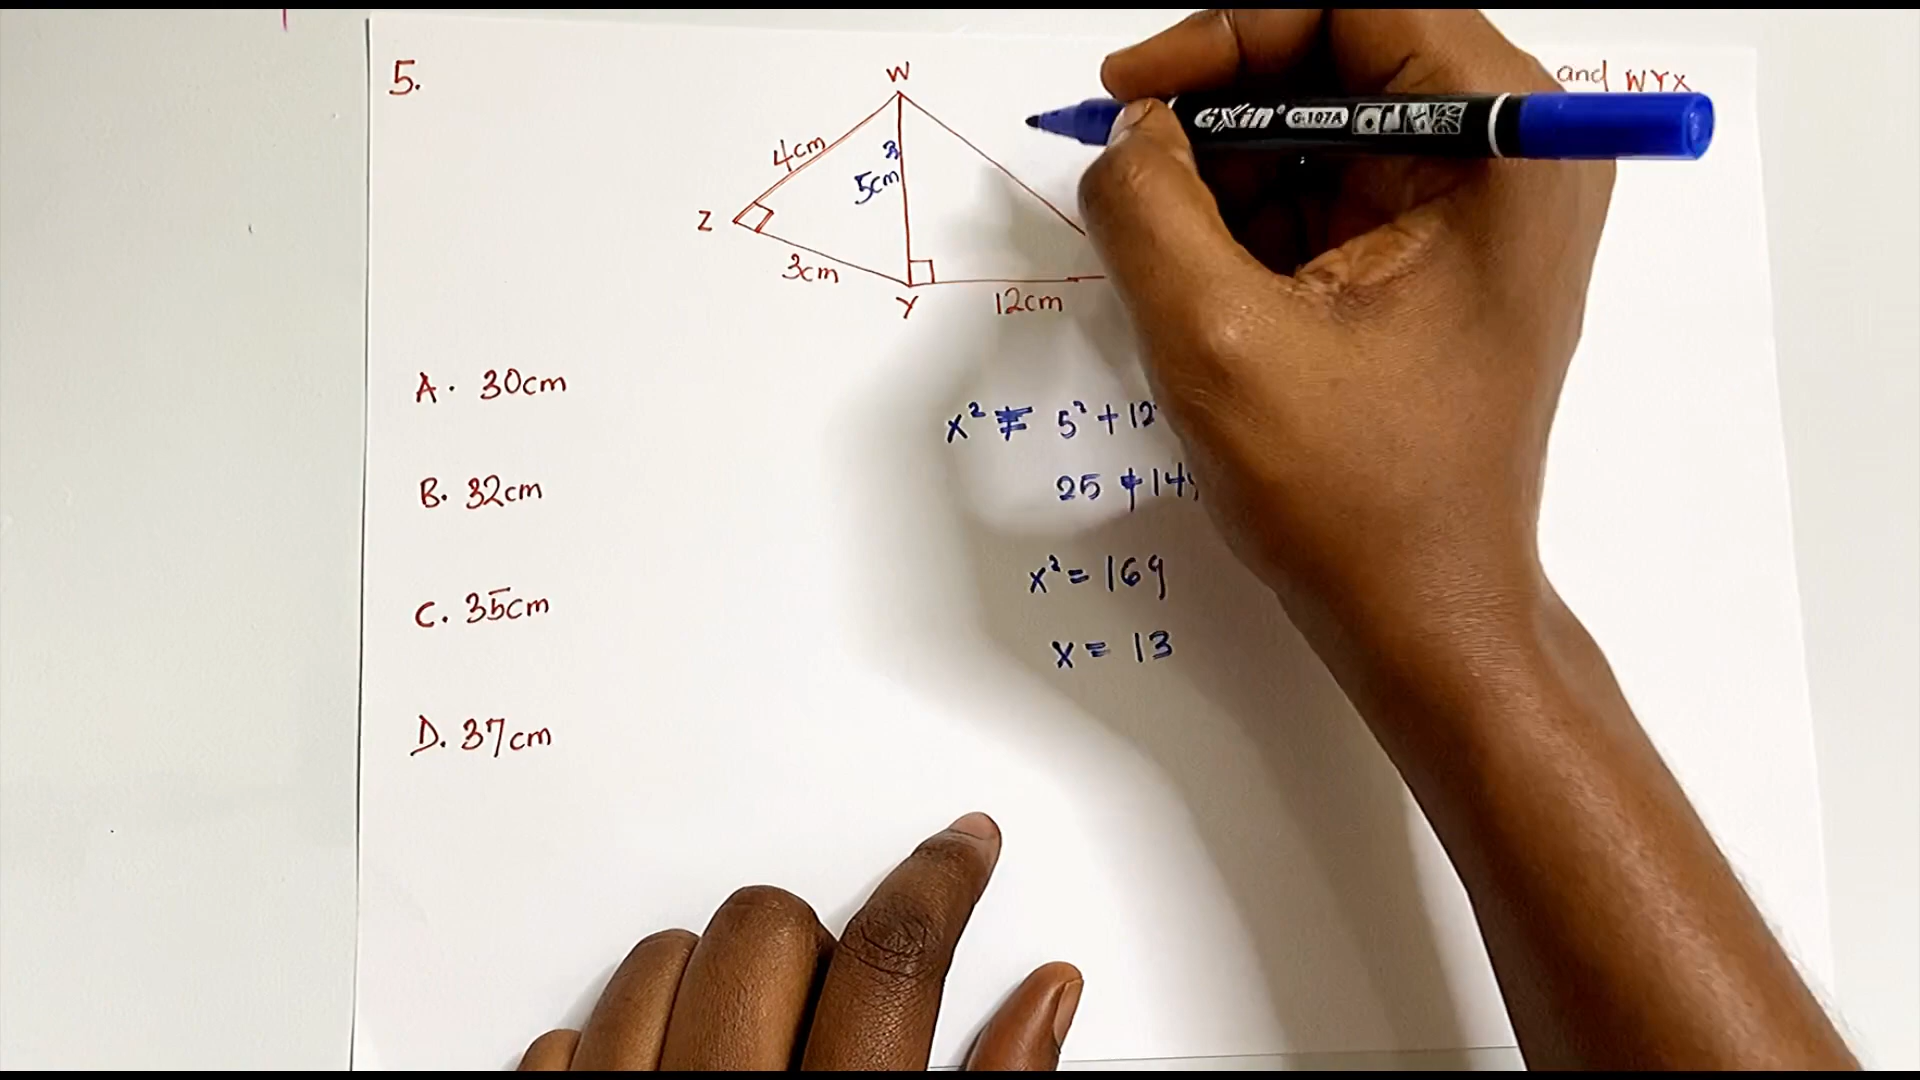 5.
and WYX
W
GXin® G-107A
4cm
5cm
Z
3cm
Y
12cm
A. 30cm
x² = 5² + 12
B. 32cm
25 + 144
x² = 169
C. 35cm
x = 13
D. 37cm